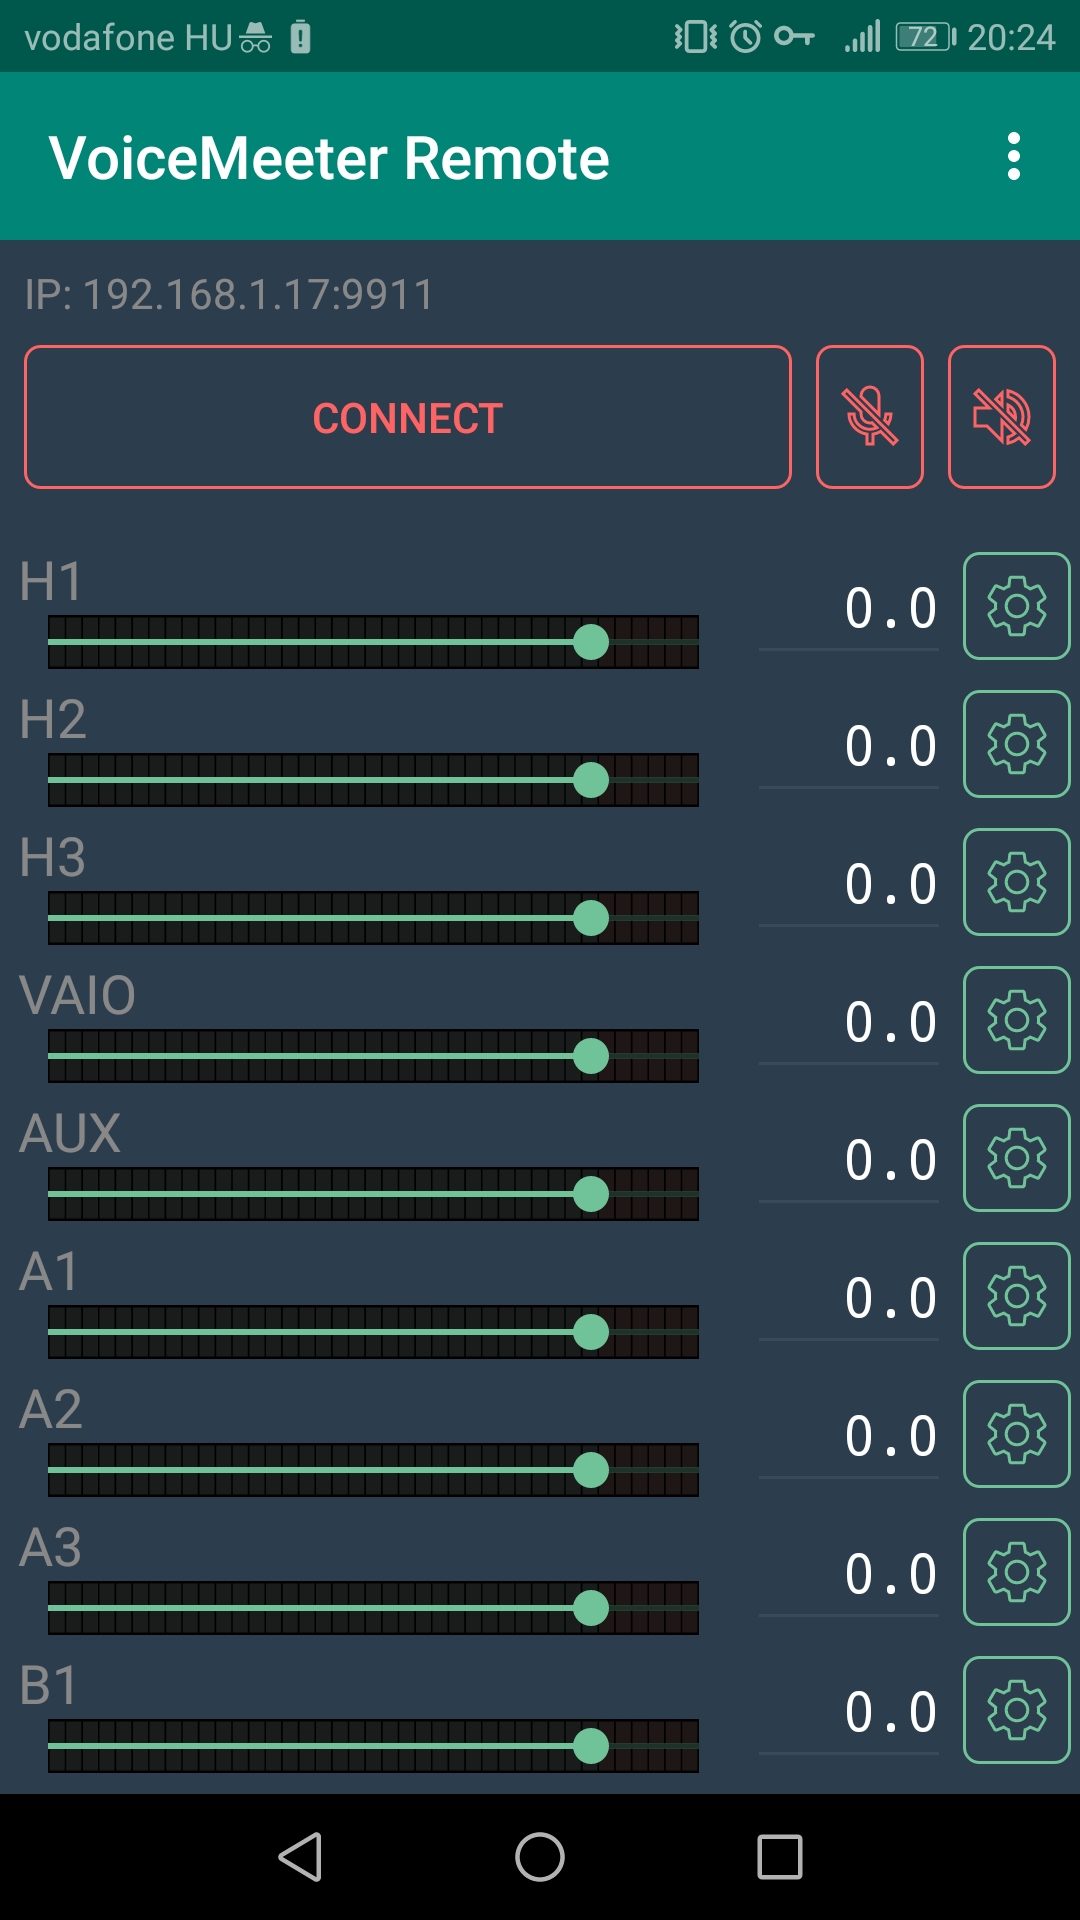 vodafone HU 72 20:24
VoiceMeeter Remote
IP: 192.168.1.17:9911
CONNECT
H1 0.0
H2 0.0
H3 0.0
VAIO 0.0
AUX 0.0
A1 0.0
A2 0.0
A3 0.0
B1 0.0